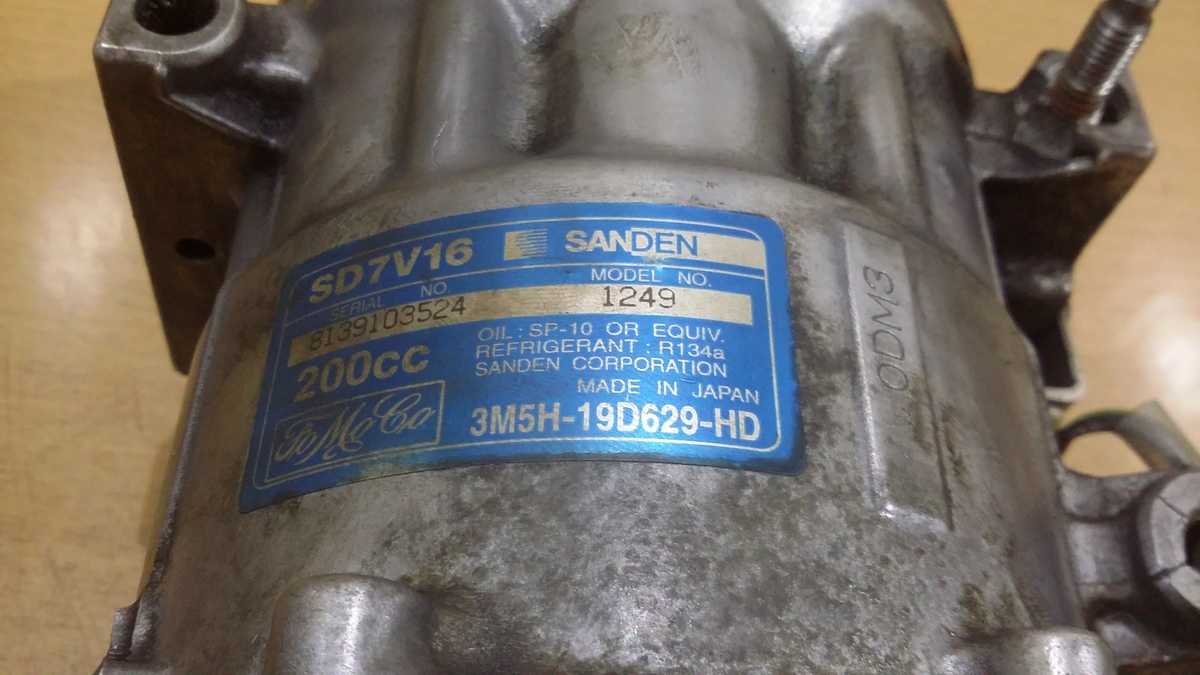 SD7V16 SANDEN
SERIAL NO. MODEL NO.
8139103524 1249
200cc
OIL : SP-10 OR EQUIV.
REFRIGERANT : R134a
SANDEN CORPORATION
MADE IN JAPAN
FoMoCo 3M5H-19D629-HD
0DM3